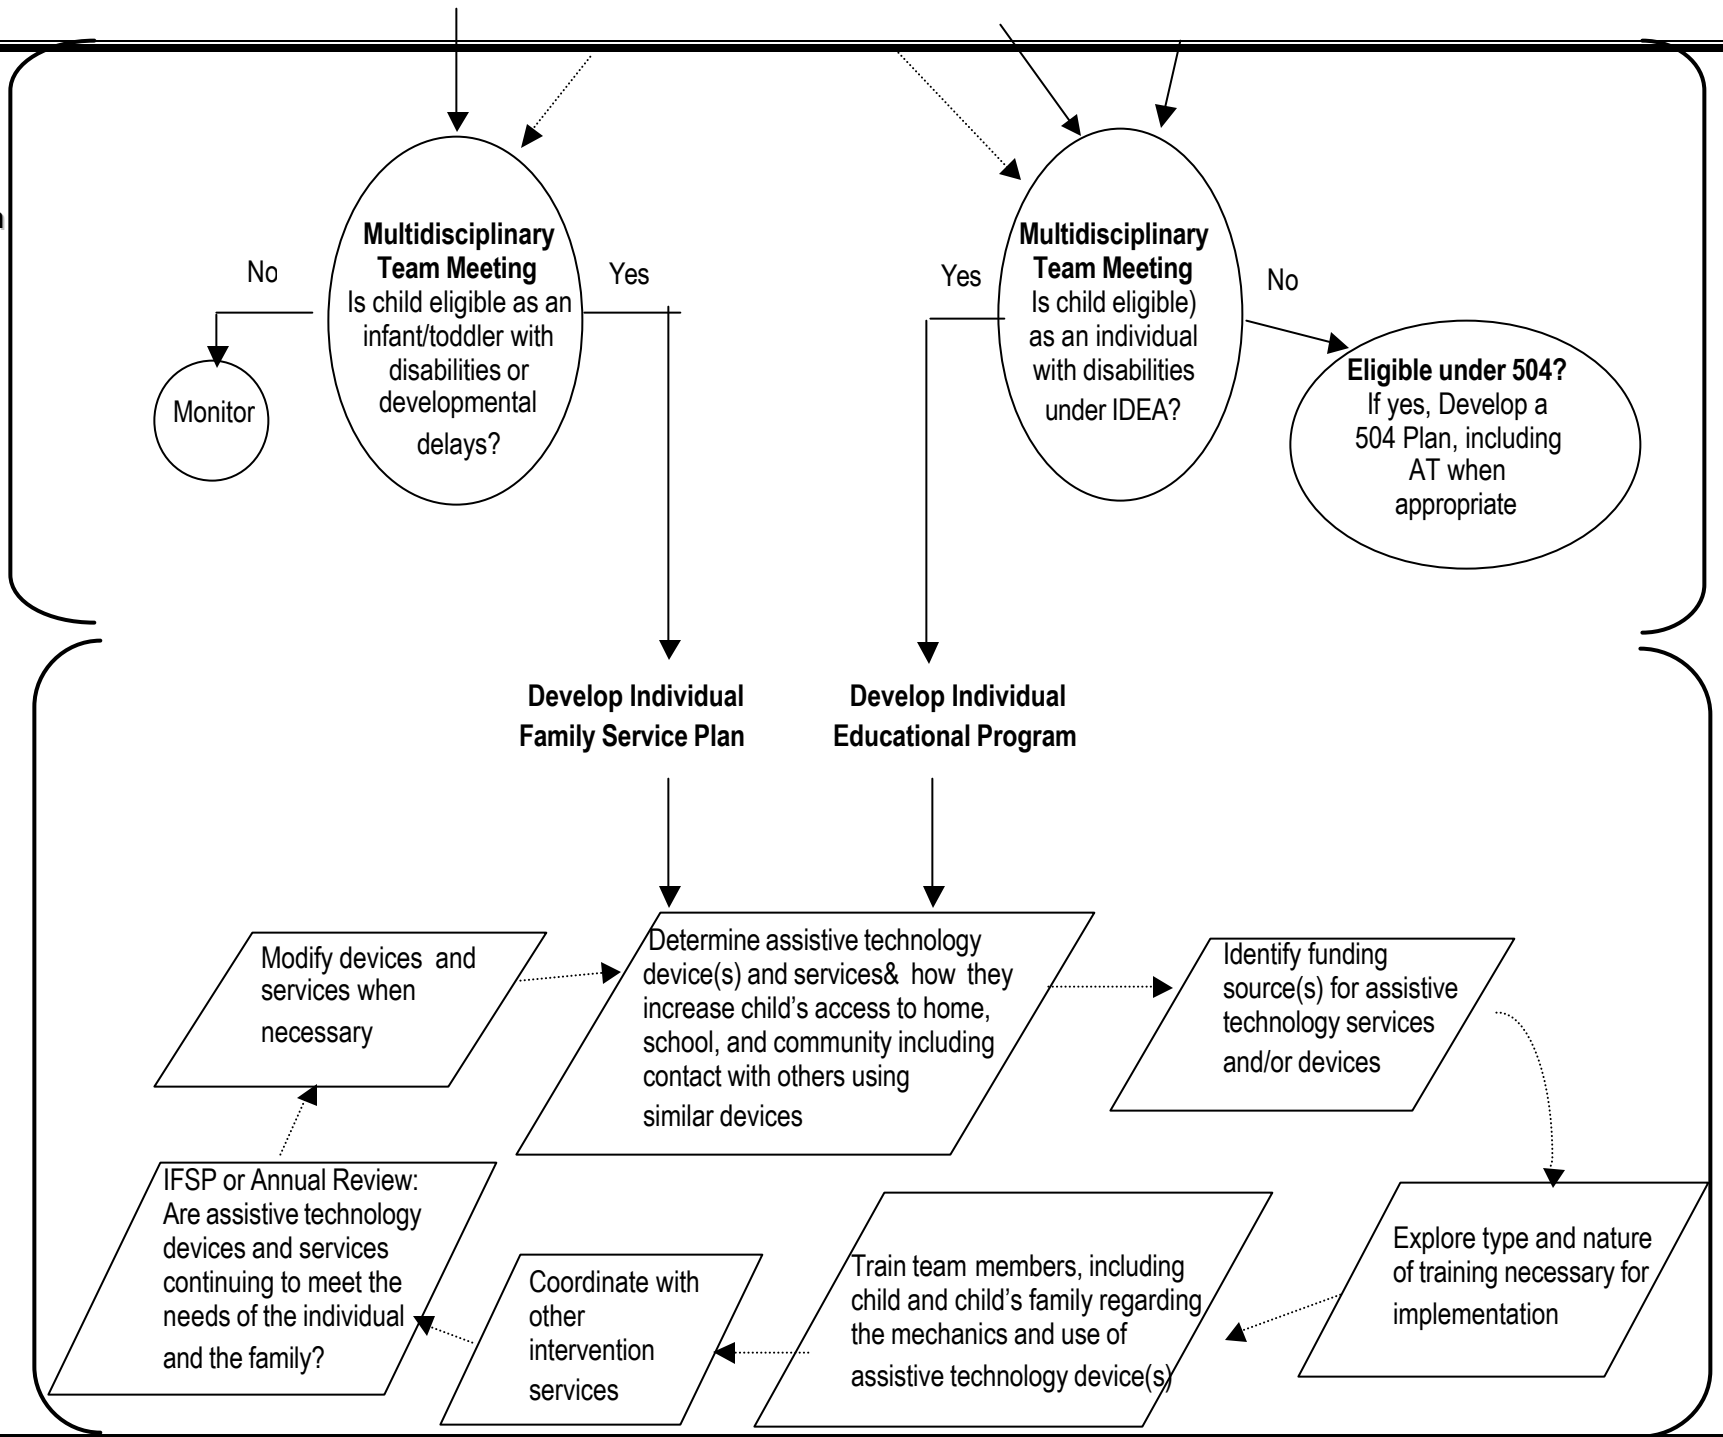 Multidisciplinary
Team Meeting
Is child eligible as an
infant/toddler with
disabilities or
developmental
delays?
No
Yes
Monitor
Multidisciplinary
Team Meeting
Is child eligible)
as an individual
with disabilities
under IDEA?
Yes
No
Eligible under 504?
If yes, Develop a
504 Plan, including
AT when
appropriate
Develop Individual
Family Service Plan
Develop Individual
Educational Program
Determine assistive technology
device(s) and services& how they
increase child’s access to home,
school, and community including
contact with others using
similar devices
Identify funding
source(s) for assistive
technology services
and/or devices
Explore type and nature
of training necessary for
implementation
Train team members, including
child and child’s family regarding
the mechanics and use of
assistive technology device(s)
Coordinate with
other
intervention
services
IFSP or Annual Review:
Are assistive technology
devices and services
continuing to meet the
needs of the individual
and the family?
Modify devices and
services when
necessary